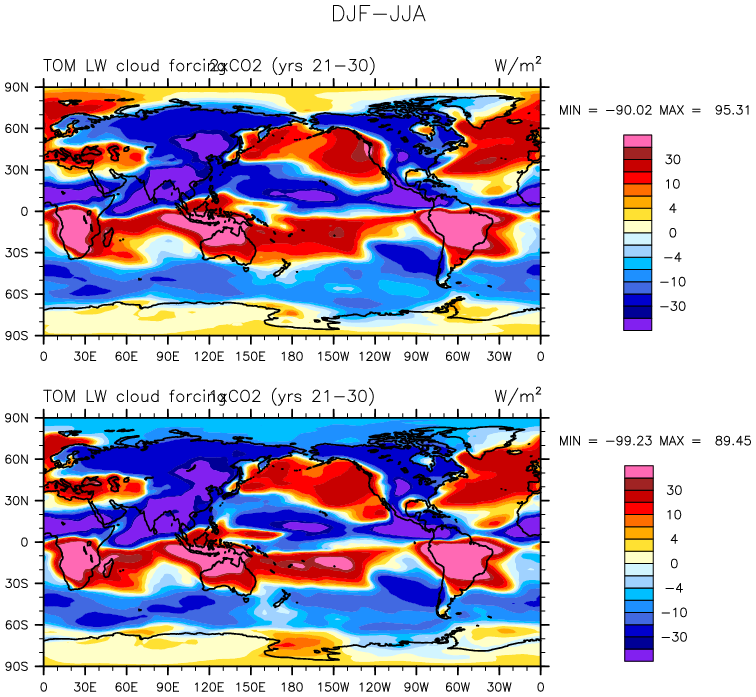 DJF−JJA
TOM LW cloud forcing 2xCO2 (yrs 21−30) W/m²
MIN = −90.02 MAX = 95.31
90N
60N
30N
0
30S
60S
90S
0 30E 60E 90E 120E 150E 180 150W 120W 90W 60W 30W 0
30
10
4
0
−4
−10
−30
TOM LW cloud forcing 1xCO2 (yrs 21−30) W/m²
MIN = −99.23 MAX = 89.45
90N
60N
30N
0
30S
60S
90S
0 30E 60E 90E 120E 150E 180 150W 120W 90W 60W 30W 0
30
10
4
0
−4
−10
−30